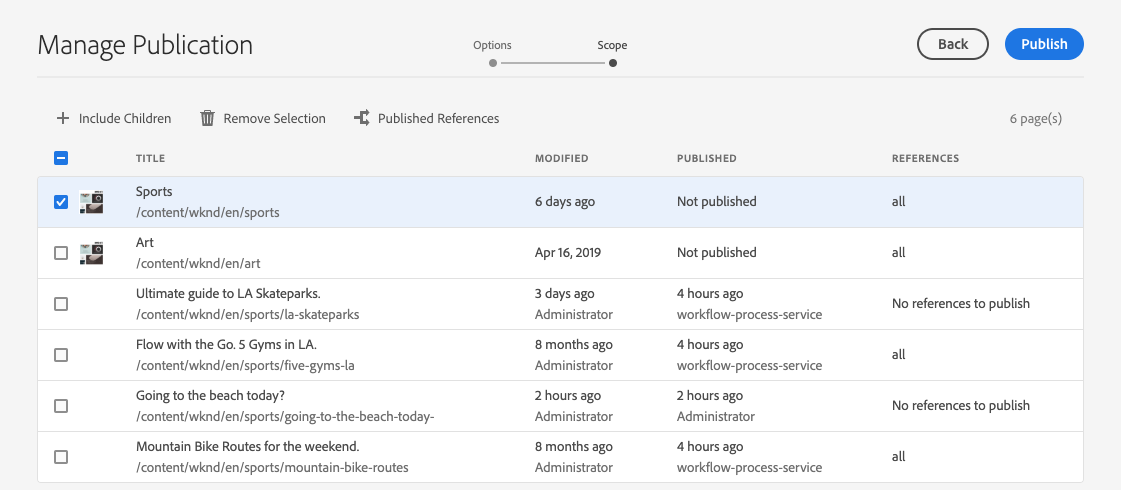 Manage Publication
Options
Scope
Back
Publish
Include Children
Remove Selection
Published References
6 page(s)
TITLE MODIFIED PUBLISHED REFERENCES
Sports
/content/wknd/en/sports
6 days ago
Not published
all
Art
/content/wknd/en/art
Apr 16, 2019
Not published
all
Ultimate guide to LA Skateparks.
/content/wknd/en/sports/la-skateparks
3 days ago
Administrator
4 hours ago
workflow-process-service
No references to publish
Flow with the Go. 5 Gyms in LA.
/content/wknd/en/sports/five-gyms-la
8 months ago
Administrator
4 hours ago
workflow-process-service
all
Going to the beach today?
/content/wknd/en/sports/going-to-the-beach-today-
2 hours ago
Administrator
2 hours ago
Administrator
No references to publish
Mountain Bike Routes for the weekend.
/content/wknd/en/sports/mountain-bike-routes
8 months ago
Administrator
4 hours ago
workflow-process-service
all